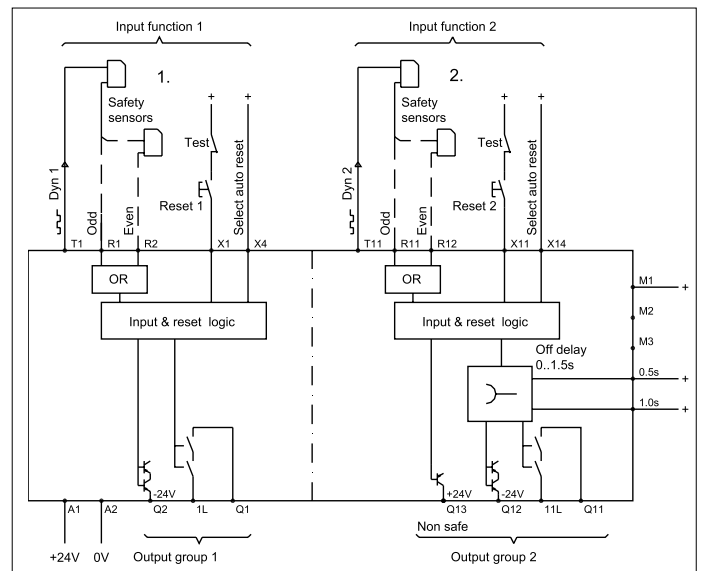 Input function 1
Input function 2
1.
2.
Safety
sensors
Safety
sensors
+ +
+ +
Test
Test
Dyn 1
Odd
Even
Reset 1
Select auto reset
Dyn 2
Odd
Even
Reset 2
Select auto reset
T1 R1 R2 X1 X4
T11 R11 R12 X11 X14
OR
OR
M1 +
Input & reset logic
Input & reset logic
M2
M3
Off delay
0..1.5s
0.5s +
1.0s +
-24V
+24V -24V
A1 A2 Q2 1L Q1
Q13 Q12 11L Q11
Non safe
+24V 0V
Output group 1
Output group 2